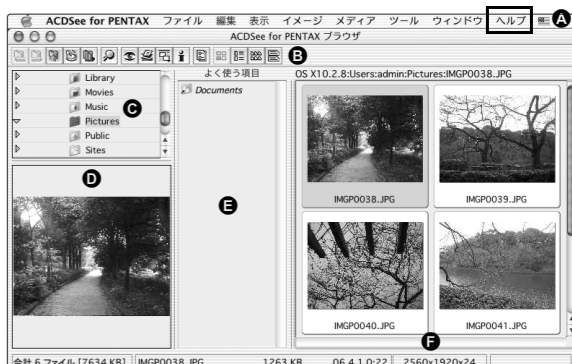 ACDSee for PENTAX ファイル 編集 表示 イメージ メディア ツール ウィンドウ ヘルプ A
ACDSee for PENTAX ブラウザ
B
Library
Movies
Music
Pictures
Public
Sites
C
よく使う項目
Documents
OS X10.2.8:Users:admin:Pictures:IMGP0038.JPG
D
E
IMGP0038.JPG
IMGP0039.JPG
IMGP0040.JPG
IMGP0041.JPG
F
合計 6 ファイル [7634 KB] IMGP0038.JPG 1263 KB 06.4.1 0:22 2560x1920x24